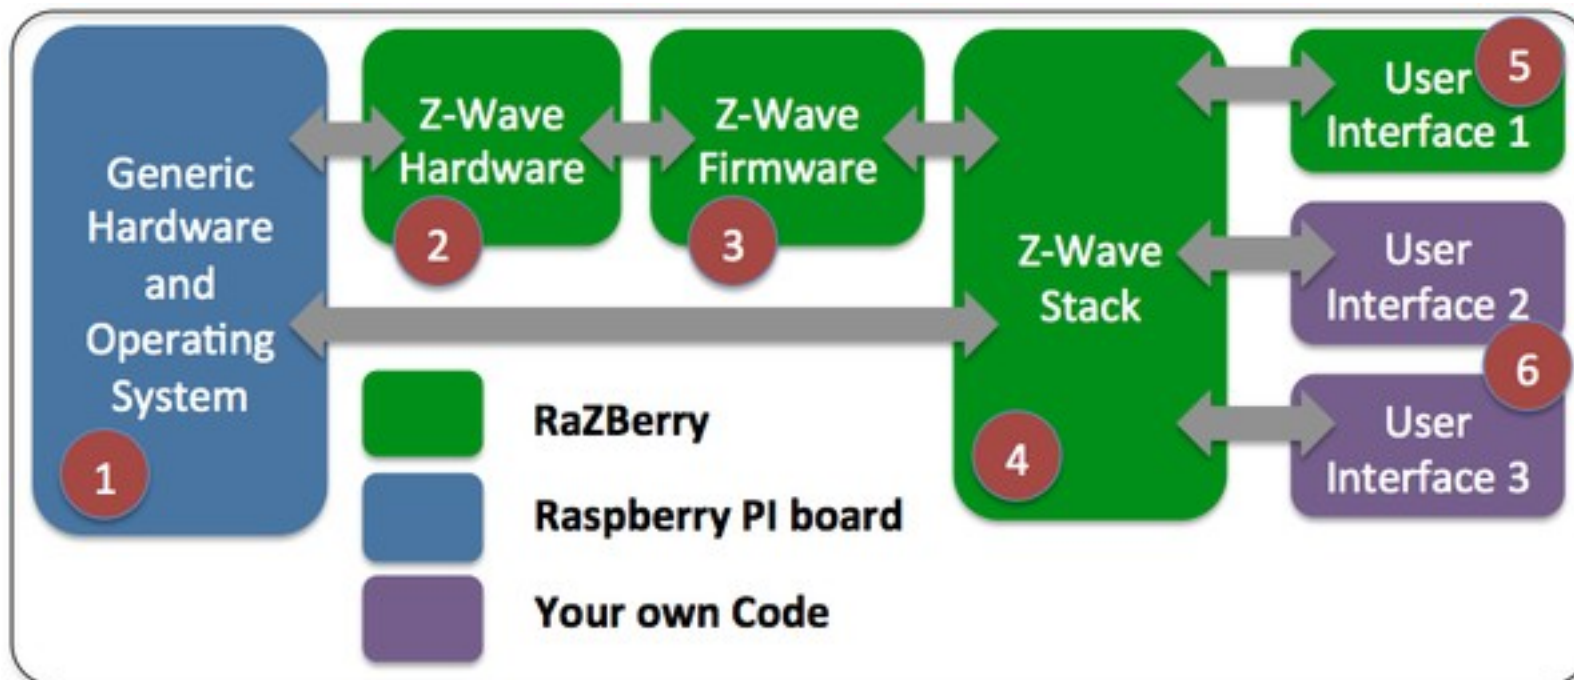 Generic
Hardware
and
Operating
System
1
Z-Wave
Hardware
2
Z-Wave
Firmware
3
Z-Wave
Stack
4
User
Interface 1
5
User
Interface 2
6
User
Interface 3
RaZBerry
Raspberry PI board
Your own Code